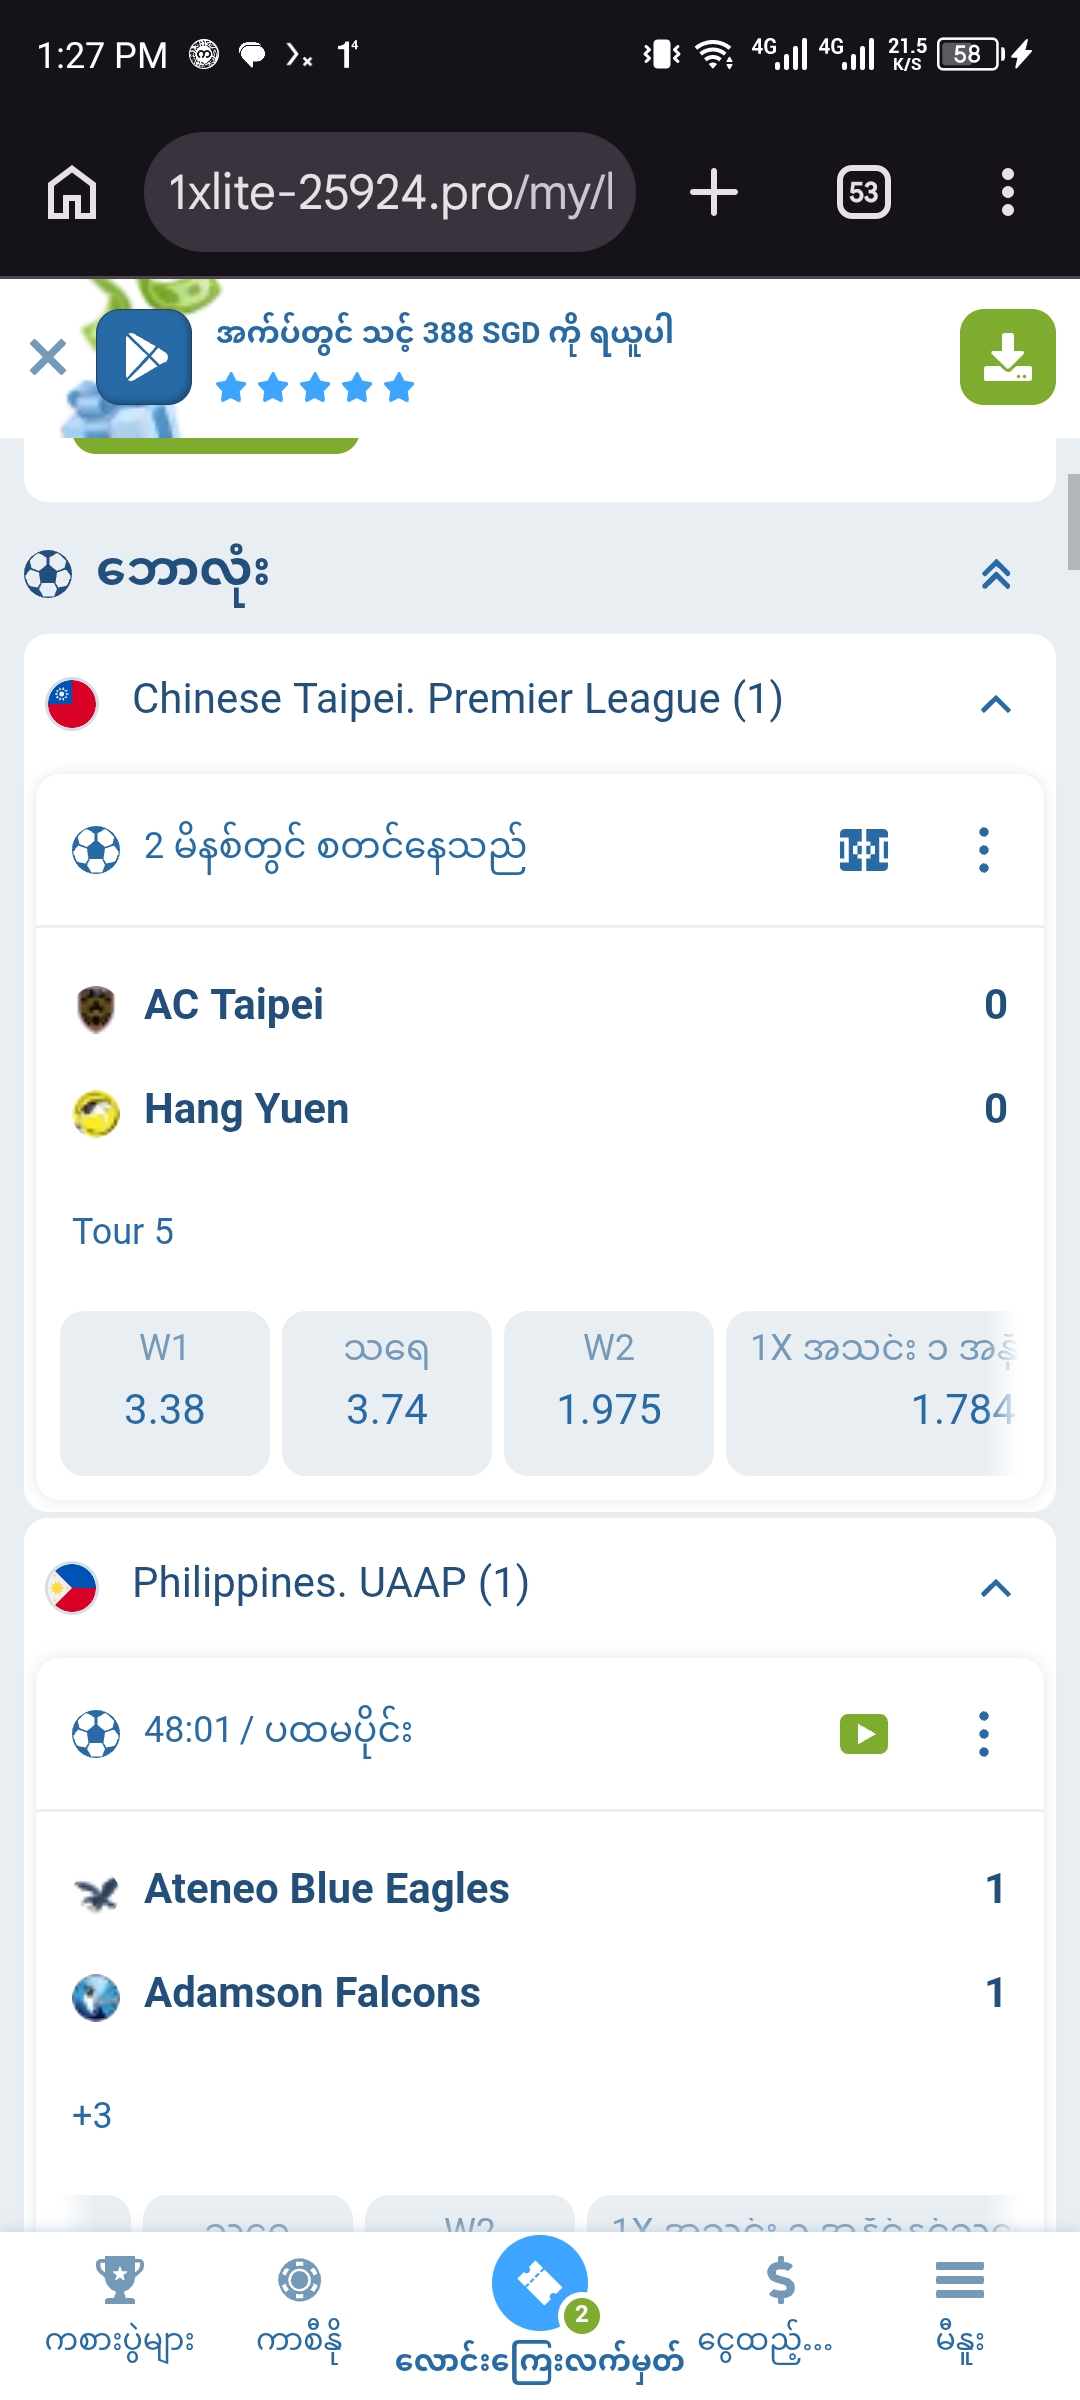 1:27 PM
4G 4G 21.5 K/S 58
1xlite-25924.pro/my/l
53
အက်ပ်တွင် သင့် 388 SGD ကို ရယူပါ
ဘောလုံး
Chinese Taipei. Premier League (1)
2 မိနစ်တွင် စတင်နေသည်
AC Taipei 0
Hang Yuen 0
Tour 5
W1 သရေ W2 1X အသင်း ၁ အနိ
3.38 3.74 1.975 1.784
Philippines. UAAP (1)
48:01 / ပထမပိုင်း
Ateneo Blue Eagles 1
Adamson Falcons 1
+3
သရေ W2
2
ကစားပွဲများ ကာစီနို လောင်းကြေးလက်မှတ် ငွေထည့်... မီနူး